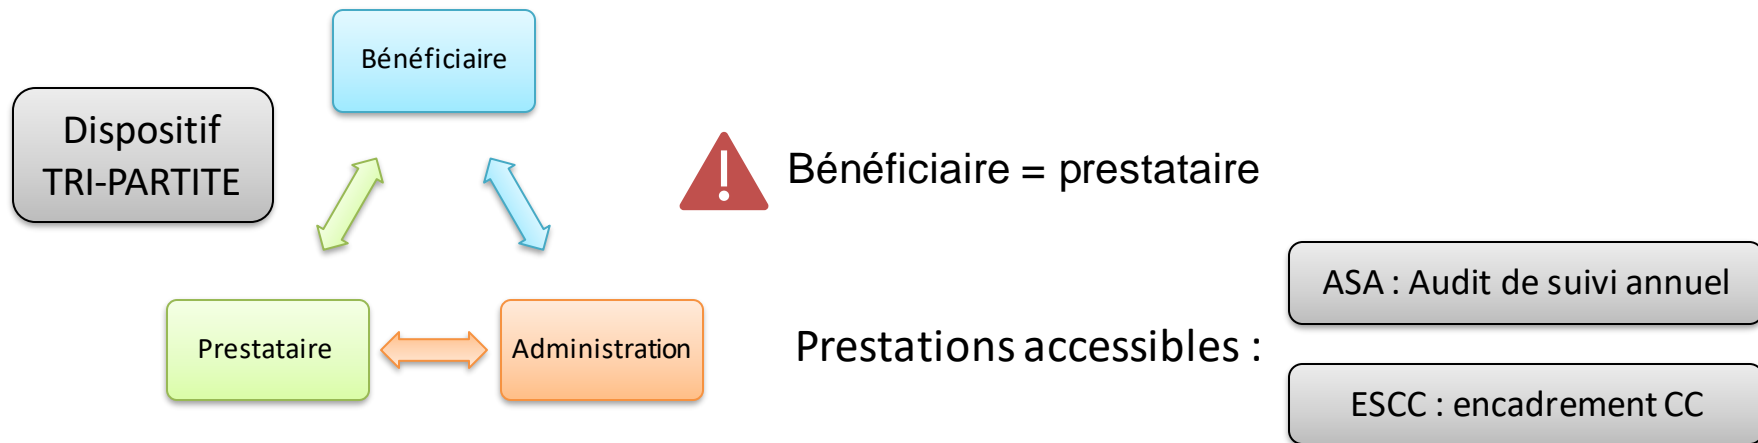 Bénéficiaire
Dispositif
TRI-PARTITE
Bénéficiaire = prestataire
ASA : Audit de suivi annuel
Prestataire
Administration
Prestations accessibles :
ESCC : encadrement CC